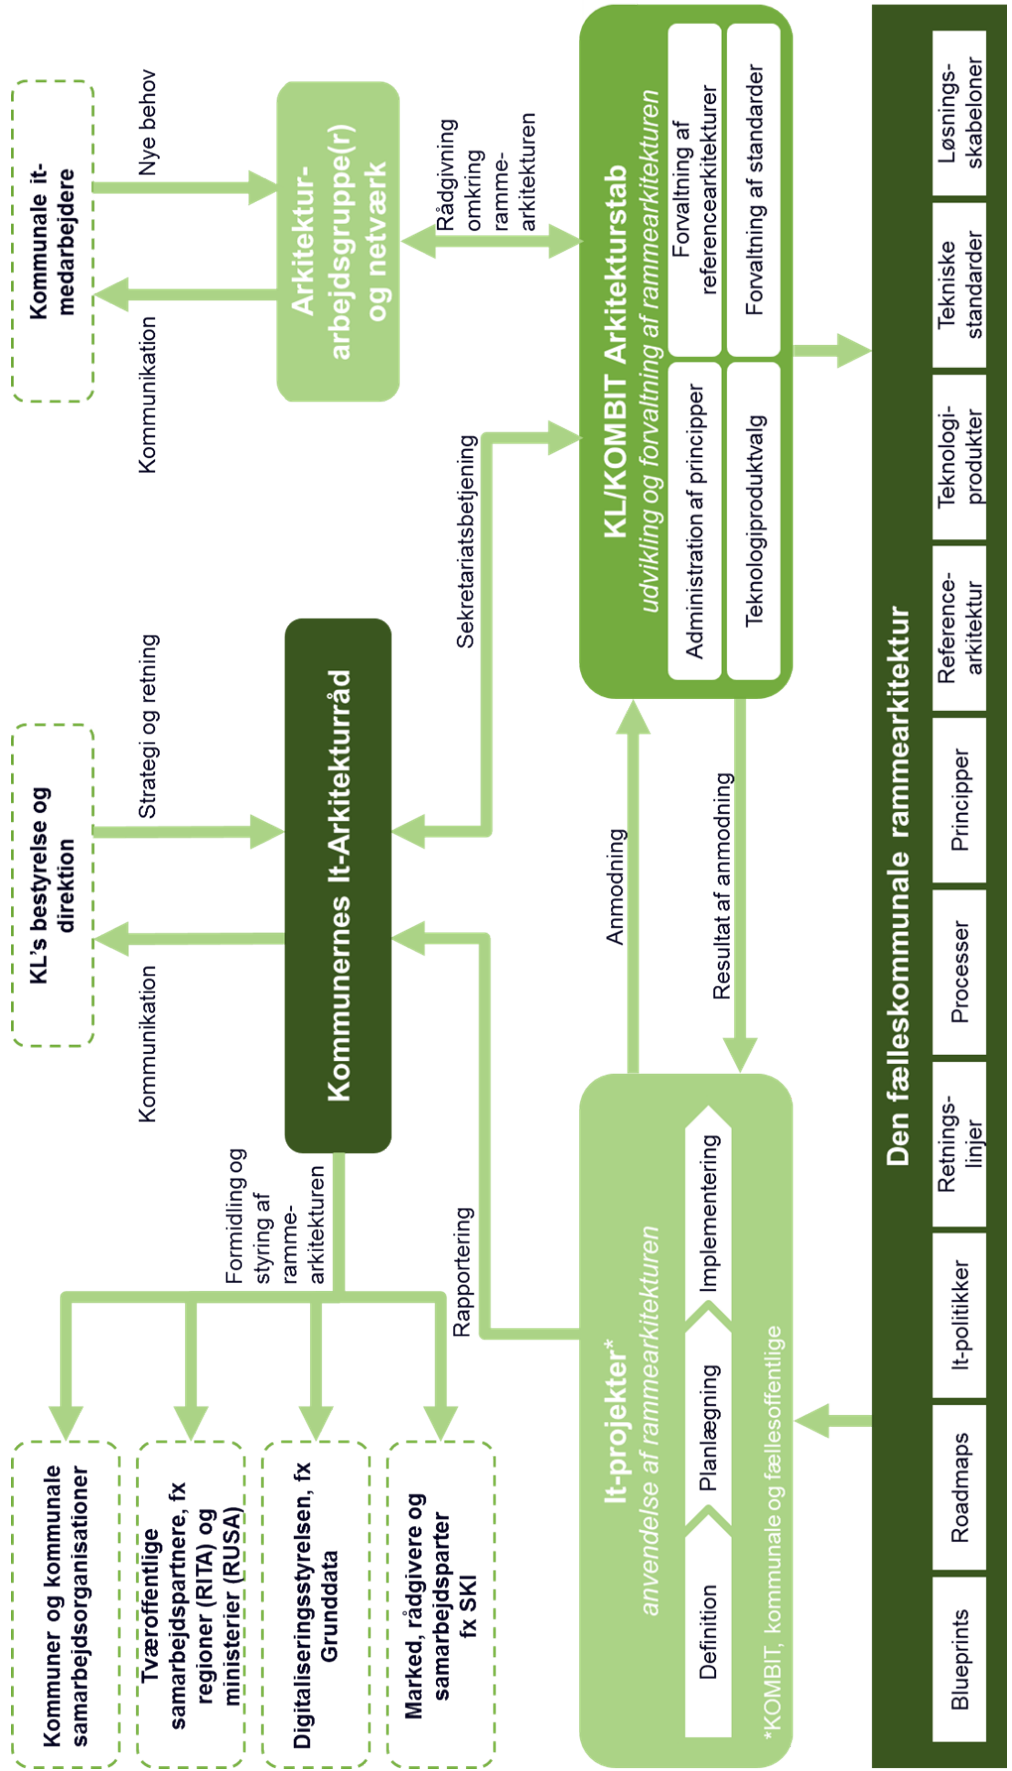 Kommuner og kommunale
samarbejdsorganisationer
Tværoffentlige
samarbejdspartnere, fx
regioner (RITA) og
ministerier (RUSA)
Digitaliseringsstyrelsen, fx
Grunddata
Marked, rådgivere og
samarbejdsparter
fx SKI
Formidling og
styring af
ramme-
arkitekturen
KL's bestyrelse og
direktion
Kommunikation
Strategi og retning
Kommunernes It-Arkitekturråd
Kommunale it-
medarbejdere
Kommunikation
Nye behov
Arkitektur-
arbejdsgruppe(r)
og netværk
Rapportering
Sekretariatsbetjening
Rådgivning
omkring
ramme-
arkitekturen
It-projekter*
anvendelse af rammearkitekturen
Definition
Planlægning
Implementering
*KOMBIT, kommunale og fællesoffentlige
Anmodning
Resultat af anmodning
KL/KOMBIT Arkitekturstab
udvikling og forvaltning af rammearkitekturen
Administration af principper
Forvaltning af
referencearkitekturer
Teknologiproduktvalg
Forvaltning af standarder
Den fælleskommunale rammearkitektur
Blueprints
Roadmaps
It-politikker
Retnings-
linjer
Processer
Principper
Reference-
arkitektur
Teknologi-
produkter
Tekniske
standarder
Løsnings-
skabeloner